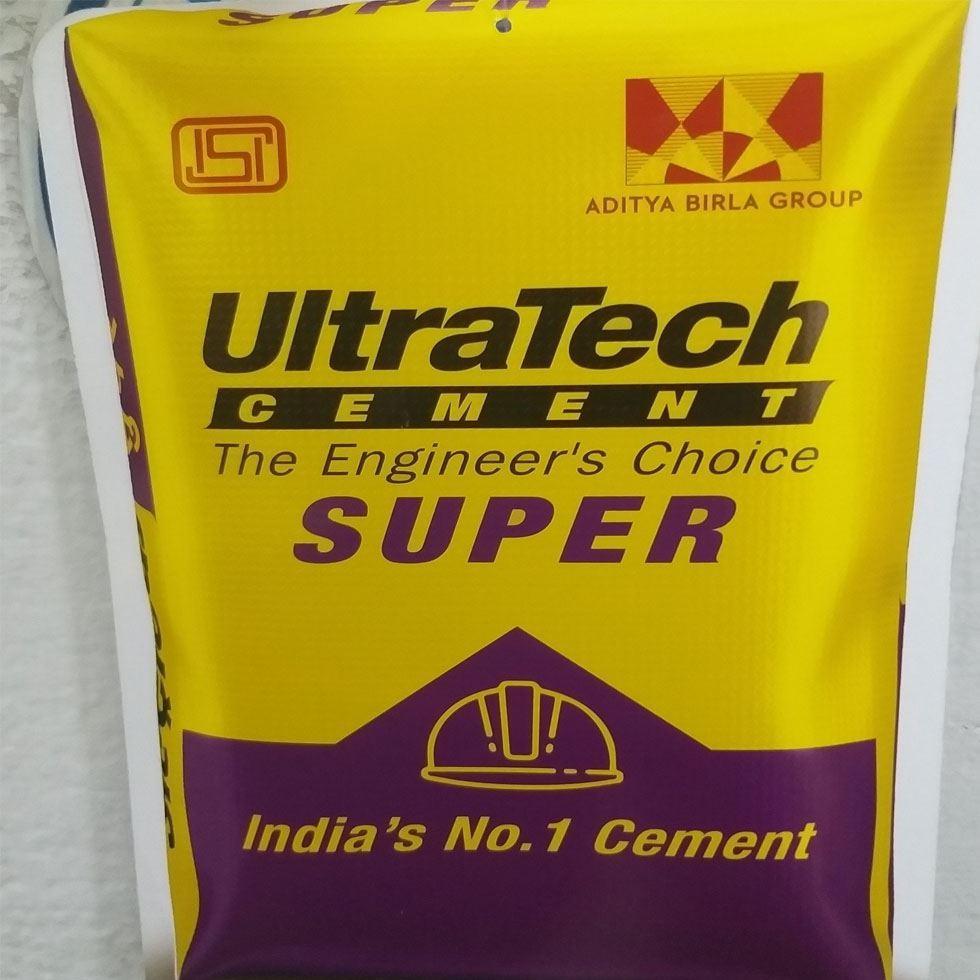 SUPER
ISI
ADITYA BIRLA GROUP
UltraTech
CEMENT
The Engineer's Choice
SUPER
India's No.1 Cement